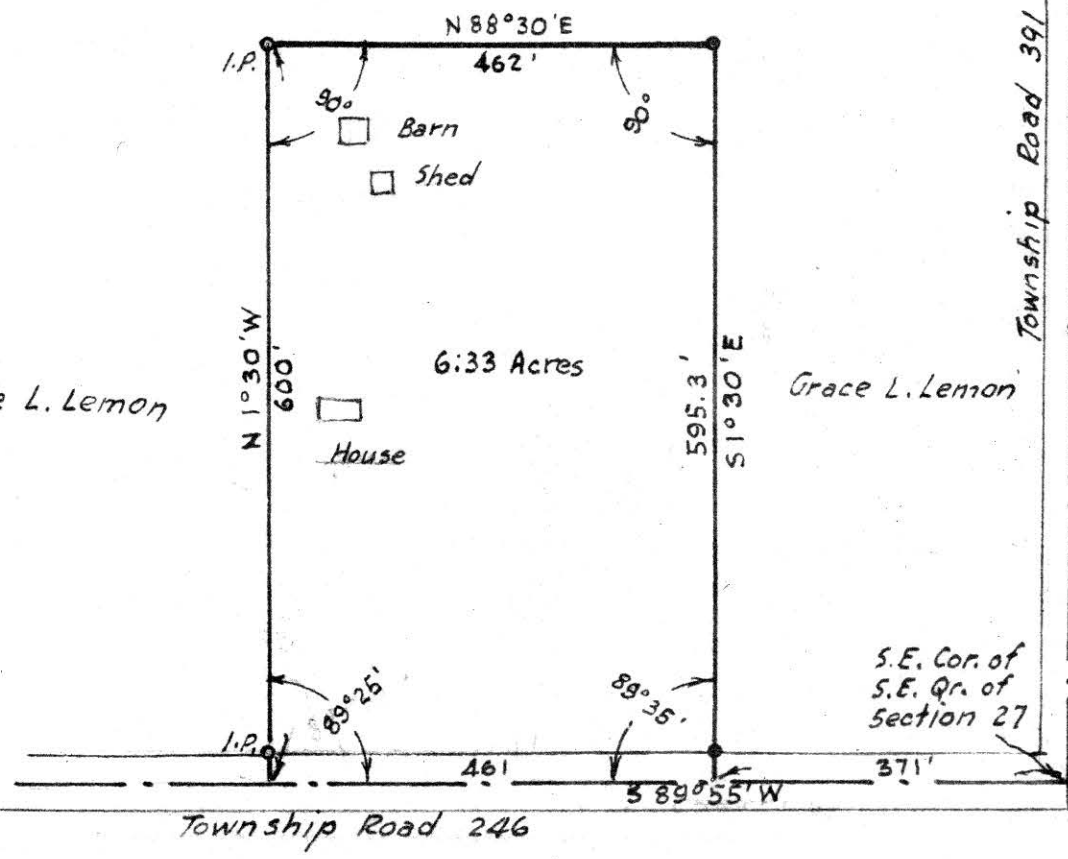 N 88°30'E
462'
I.P.
90°
90°
Barn
Shed
Township Road 391
N 1°30'W
600'
6:33 Acres
595.3'
S 1°30'E
L. Lemon
Grace L. Lemon
House
S.E. Cor. of
S.E. Qr. of
Section 27
89°25'
89°35'
I.P.
461
371'
S 89°55'W
Township Road 246